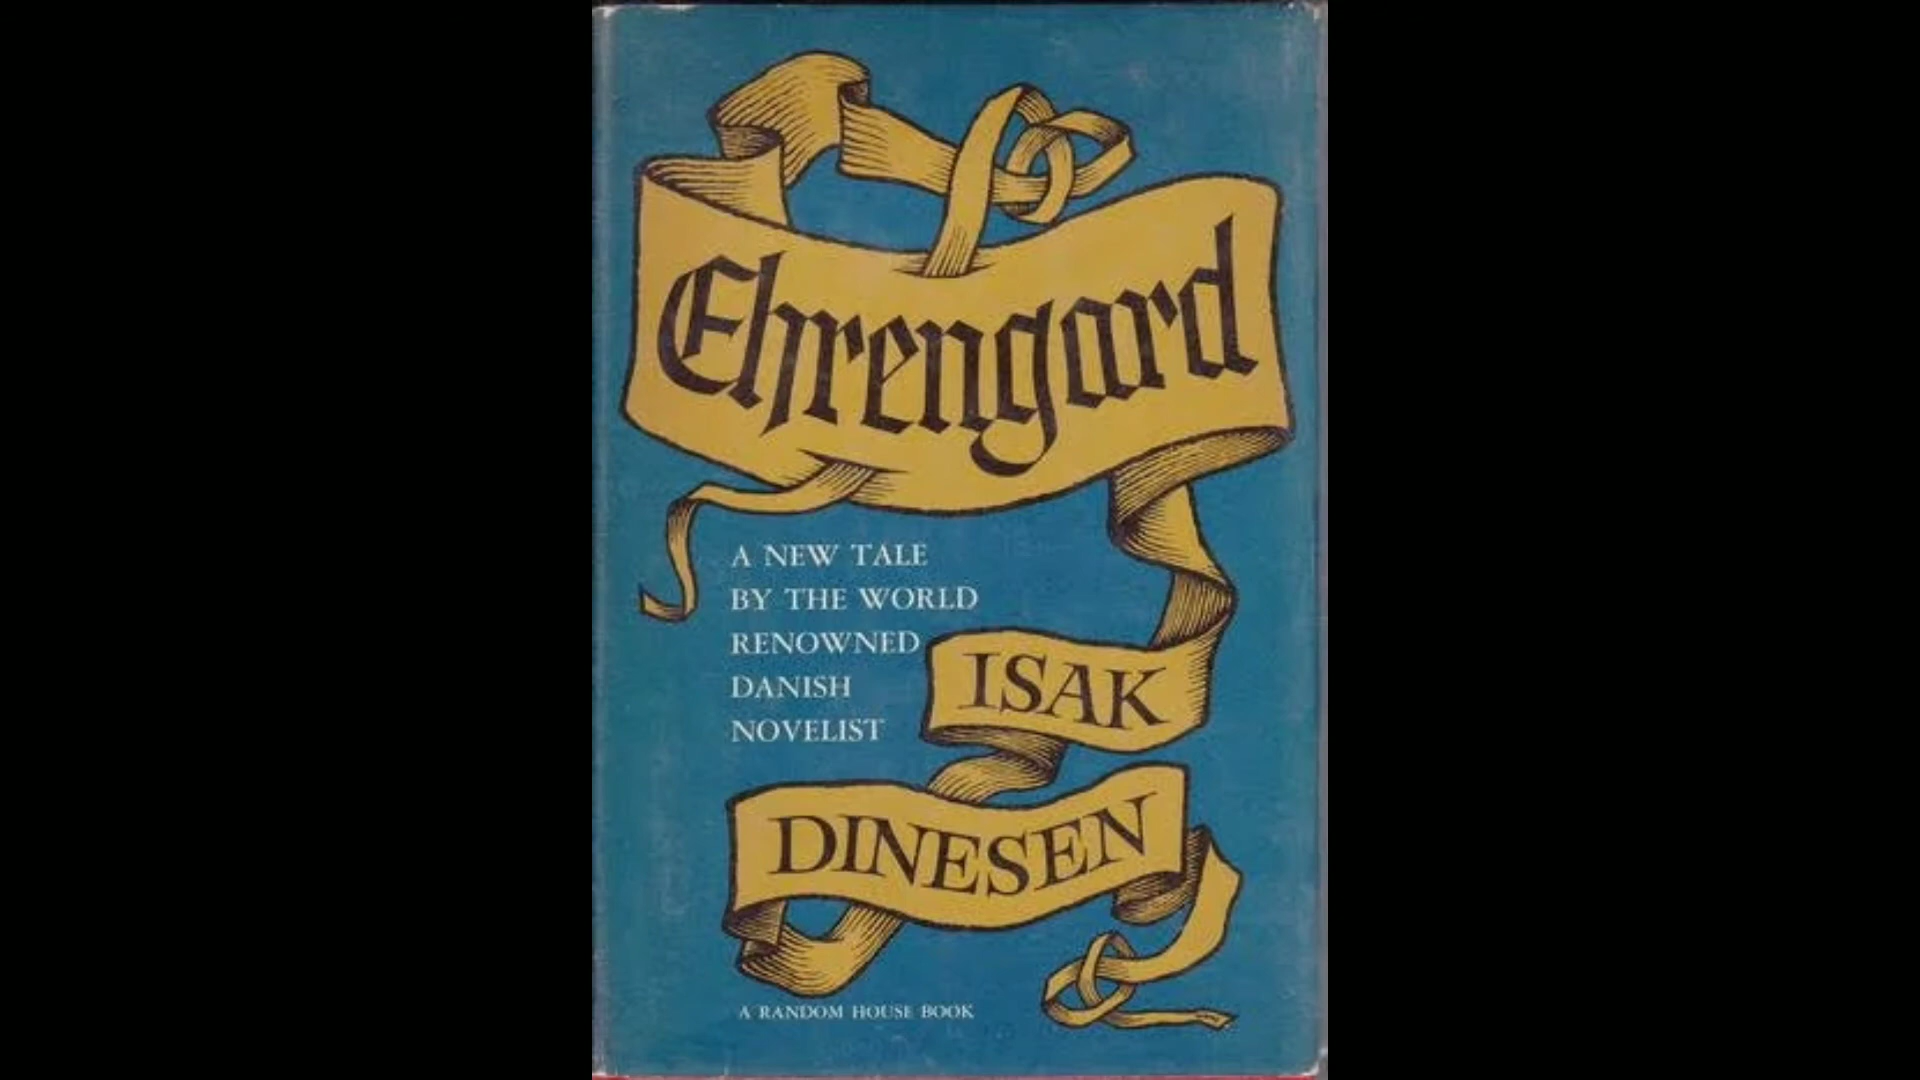 Ehrengard
A NEW TALE
BY THE WORLD
RENOWNED
DANISH
NOVELIST
ISAK
DINESEN
A RANDOM HOUSE BOOK